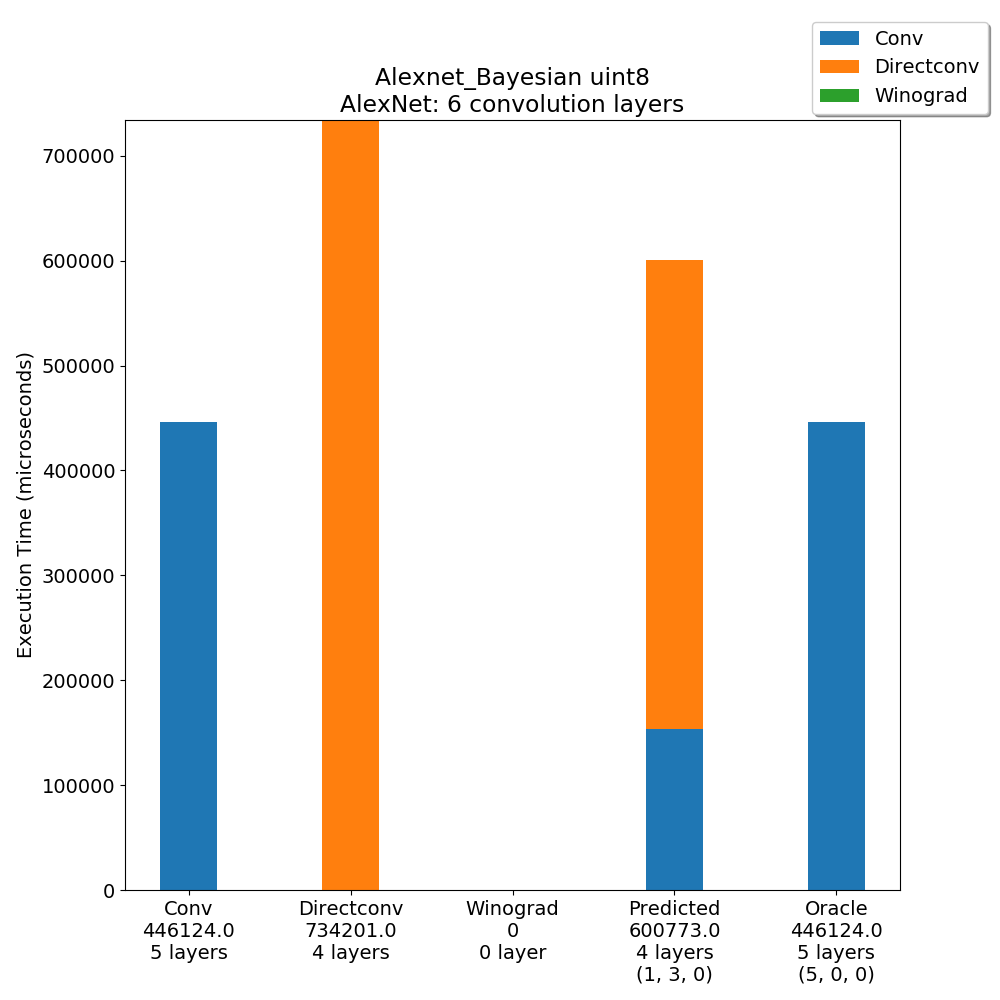 Conv
Directconv
Winograd
Alexnet_Bayesian uint8
AlexNet: 6 convolution layers
Execution Time (microseconds)
700000
600000
500000
400000
300000
200000
100000
0
Conv
446124.0
5 layers
Directconv
734201.0
4 layers
Winograd
0
0 layer
Predicted
600773.0
4 layers
(1, 3, 0)
Oracle
446124.0
5 layers
(5, 0, 0)